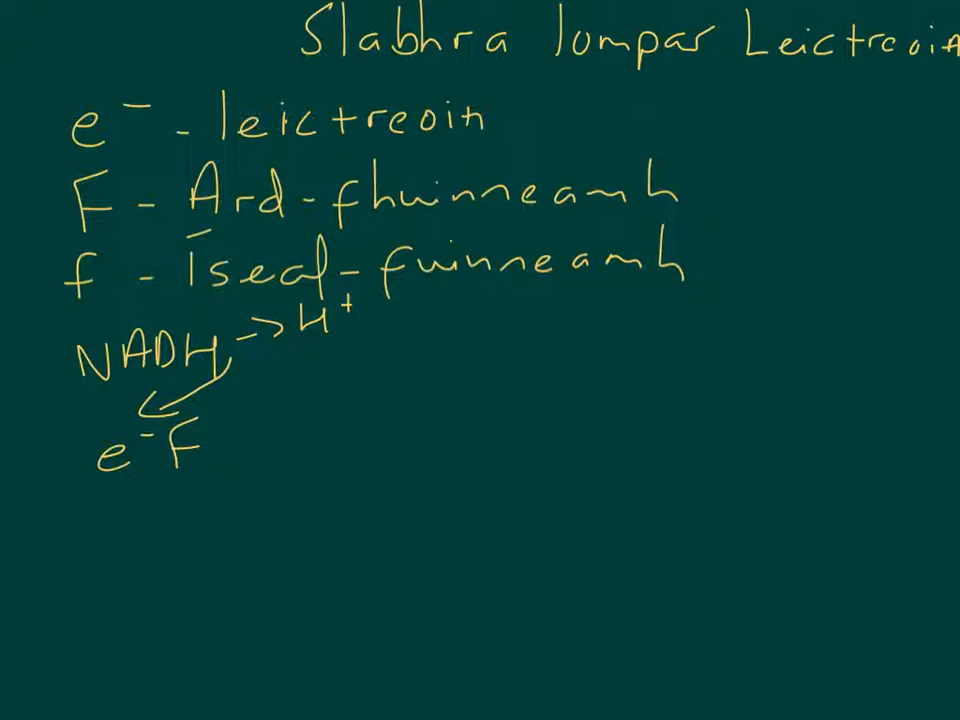 Slabhra Iompar Leictreoin
e⁻ - leictreoin
F - Ard-fhuinneamh
f - Íseal-fuinneamh
NADH → H⁺
e⁻F